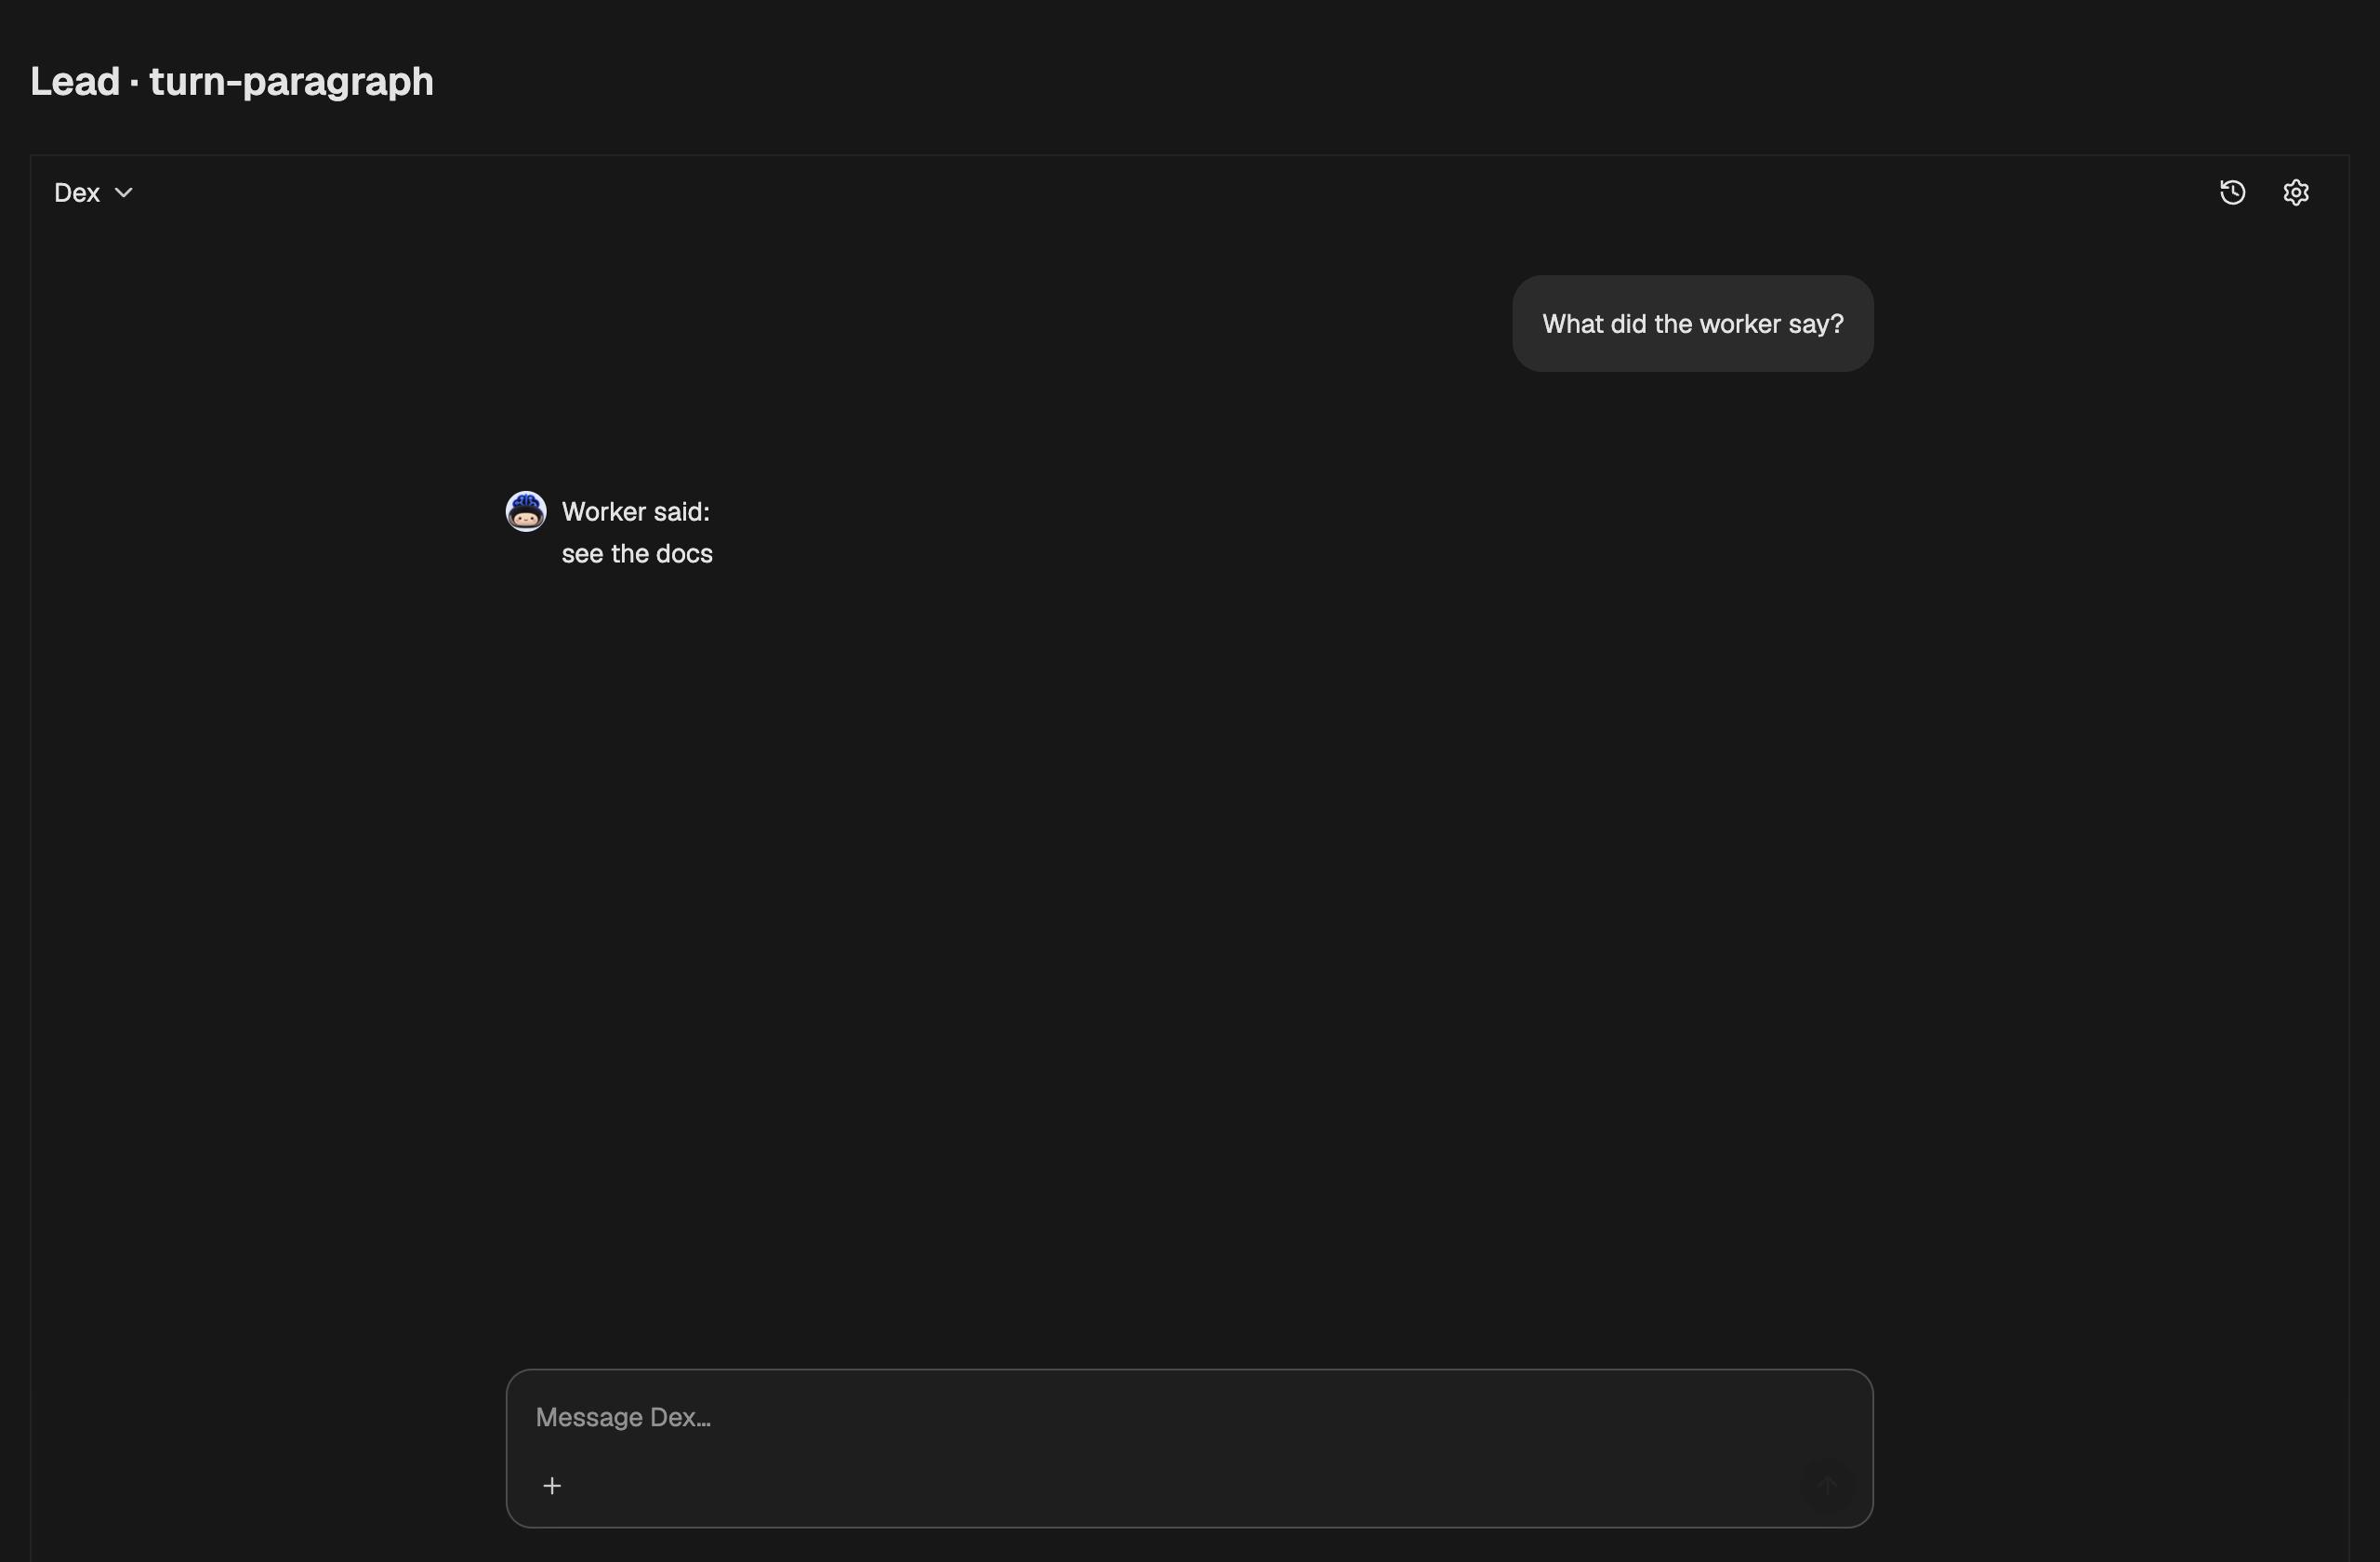 Lead · turn-paragraph
Dex
What did the worker say?
Worker said:
see the docs
Message Dex...